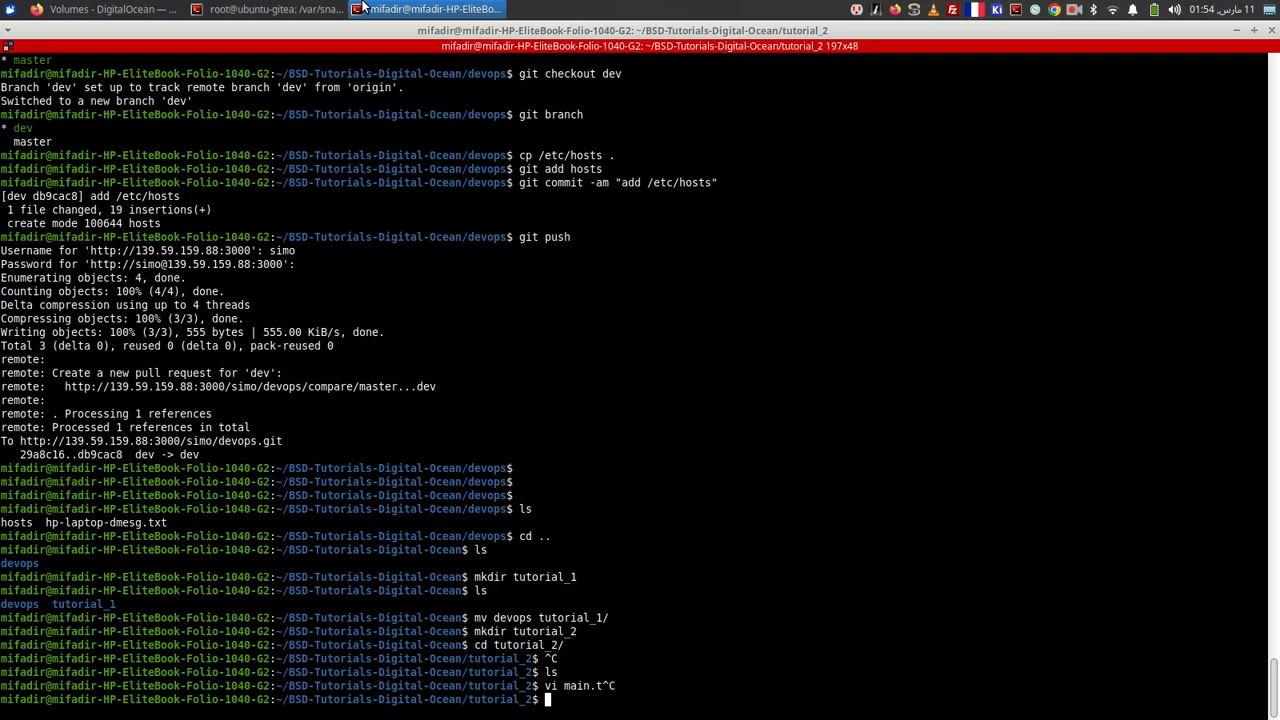 Volumes - DigitalOcean — ...
root@ubuntu-gitea: /var/sna...
mifadir@mifadir-HP-EliteBo...
Ki
11 مارس, 01:54
mifadir@mifadir-HP-EliteBook-Folio-1040-G2: ~/BSD-Tutorials-Digital-Ocean/tutorial_2
mifadir@mifadir-HP-EliteBook-Folio-1040-G2: ~/BSD-Tutorials-Digital-Ocean/tutorial_2 197x48
* master
mifadir@mifadir-HP-EliteBook-Folio-1040-G2:~/BSD-Tutorials-Digital-Ocean/devops$ git checkout dev
Branch 'dev' set up to track remote branch 'dev' from 'origin'.
Switched to a new branch 'dev'
mifadir@mifadir-HP-EliteBook-Folio-1040-G2:~/BSD-Tutorials-Digital-Ocean/devops$ git branch
* dev
master
mifadir@mifadir-HP-EliteBook-Folio-1040-G2:~/BSD-Tutorials-Digital-Ocean/devops$ cp /etc/hosts .
mifadir@mifadir-HP-EliteBook-Folio-1040-G2:~/BSD-Tutorials-Digital-Ocean/devops$ git add hosts
mifadir@mifadir-HP-EliteBook-Folio-1040-G2:~/BSD-Tutorials-Digital-Ocean/devops$ git commit -am "add /etc/hosts"
[dev db9cac8] add /etc/hosts
1 file changed, 19 insertions(+)
create mode 100644 hosts
mifadir@mifadir-HP-EliteBook-Folio-1040-G2:~/BSD-Tutorials-Digital-Ocean/devops$ git push
Username for 'http://139.59.159.88:3000': simo
Password for 'http://simo@139.59.159.88:3000':
Enumerating objects: 4, done.
Counting objects: 100% (4/4), done.
Delta compression using up to 4 threads
Compressing objects: 100% (3/3), done.
Writing objects: 100% (3/3), 555 bytes | 555.00 KiB/s, done.
Total 3 (delta 0), reused 0 (delta 0), pack-reused 0
remote:
remote: Create a new pull request for 'dev':
remote:   http://139.59.159.88:3000/simo/devops/compare/master...dev
remote:
remote: . Processing 1 references
remote: Processed 1 references in total
To http://139.59.159.88:3000/simo/devops.git
29a8c16..db9cac8  dev -> dev
mifadir@mifadir-HP-EliteBook-Folio-1040-G2:~/BSD-Tutorials-Digital-Ocean/devops$
mifadir@mifadir-HP-EliteBook-Folio-1040-G2:~/BSD-Tutorials-Digital-Ocean/devops$
mifadir@mifadir-HP-EliteBook-Folio-1040-G2:~/BSD-Tutorials-Digital-Ocean/devops$
mifadir@mifadir-HP-EliteBook-Folio-1040-G2:~/BSD-Tutorials-Digital-Ocean/devops$ ls
hosts  hp-laptop-dmesg.txt
mifadir@mifadir-HP-EliteBook-Folio-1040-G2:~/BSD-Tutorials-Digital-Ocean/devops$ cd ..
mifadir@mifadir-HP-EliteBook-Folio-1040-G2:~/BSD-Tutorials-Digital-Ocean$ ls
devops
mifadir@mifadir-HP-EliteBook-Folio-1040-G2:~/BSD-Tutorials-Digital-Ocean$ mkdir tutorial_1
mifadir@mifadir-HP-EliteBook-Folio-1040-G2:~/BSD-Tutorials-Digital-Ocean$ ls
devops  tutorial_1
mifadir@mifadir-HP-EliteBook-Folio-1040-G2:~/BSD-Tutorials-Digital-Ocean$ mv devops tutorial_1/
mifadir@mifadir-HP-EliteBook-Folio-1040-G2:~/BSD-Tutorials-Digital-Ocean$ mkdir tutorial_2
mifadir@mifadir-HP-EliteBook-Folio-1040-G2:~/BSD-Tutorials-Digital-Ocean$ cd tutorial_2/
mifadir@mifadir-HP-EliteBook-Folio-1040-G2:~/BSD-Tutorials-Digital-Ocean/tutorial_2$ ^C
mifadir@mifadir-HP-EliteBook-Folio-1040-G2:~/BSD-Tutorials-Digital-Ocean/tutorial_2$ ls
mifadir@mifadir-HP-EliteBook-Folio-1040-G2:~/BSD-Tutorials-Digital-Ocean/tutorial_2$ vi main.t^C
mifadir@mifadir-HP-EliteBook-Folio-1040-G2:~/BSD-Tutorials-Digital-Ocean/tutorial_2$